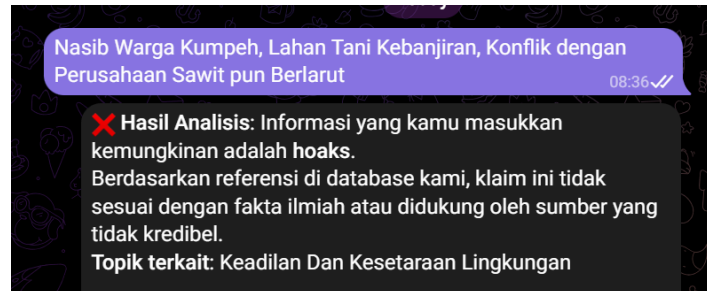 Nasib Warga Kumpeh, Lahan Tani Kebanjiran, Konflik dengan
Perusahaan Sawit pun Berlarut
08:36
❌ Hasil Analisis: Informasi yang kamu masukkan
kemungkinan adalah hoaks.
Berdasarkan referensi di database kami, klaim ini tidak
sesuai dengan fakta ilmiah atau didukung oleh sumber yang
tidak kredibel.
Topik terkait: Keadilan Dan Kesetaraan Lingkungan